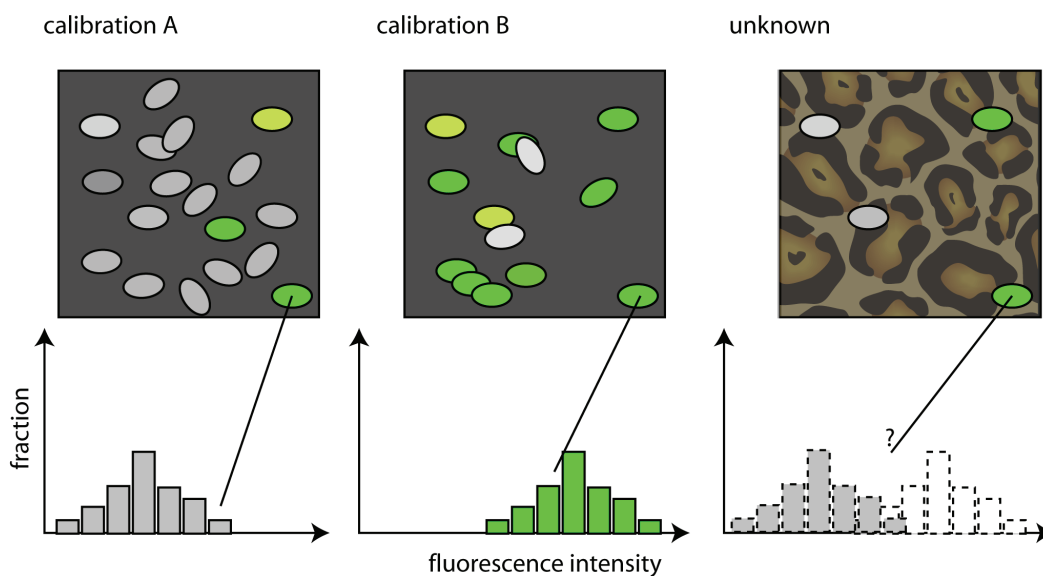 calibration A
calibration B
unknown
fraction
?
fluorescence intensity